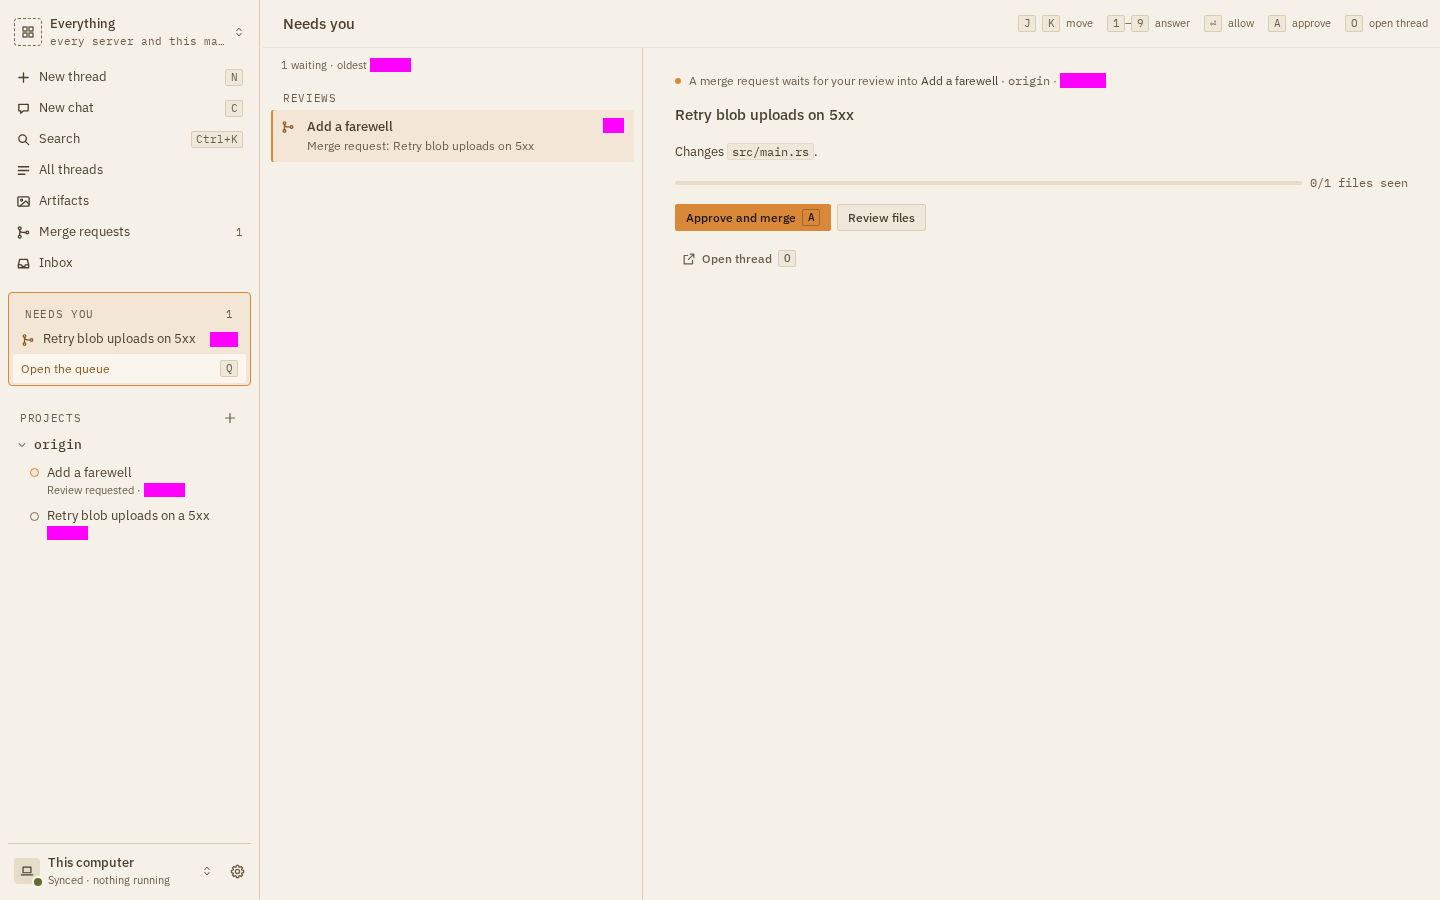 Everything
every server and this ma…
New thread N
New chat C
Search Ctrl+K
All threads
Artifacts
Merge requests 1
Inbox
NEEDS YOU 1
Retry blob uploads on 5xx
Open the queue Q
PROJECTS
origin
Add a farewell
Review requested ·
Retry blob uploads on a 5xx
This computer
Synced · nothing running
Needs you
J K move 1–9 answer ⏎ allow A approve O open thread
1 waiting · oldest
REVIEWS
Add a farewell
Merge request: Retry blob uploads on 5xx
A merge request waits for your review into Add a farewell · origin ·
Retry blob uploads on 5xx
Changes src/main.rs.
0/1 files seen
Approve and merge A Review files
Open thread O